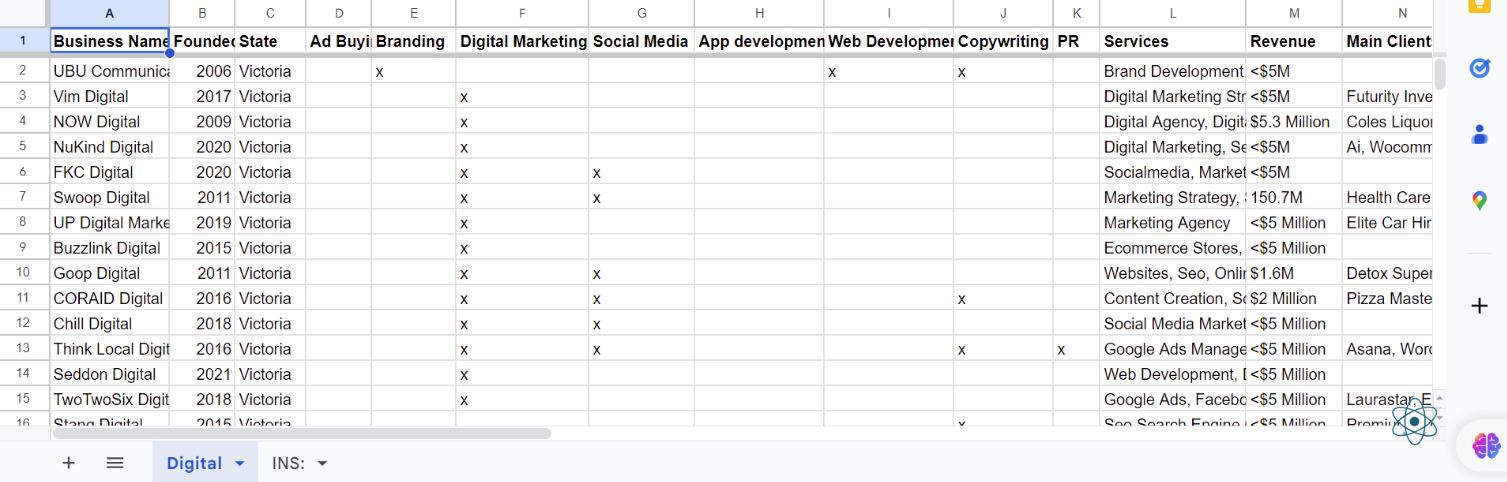 A B C D E F G H I J K L M N
1 Business Name Founded State Ad Buyi Branding Digital Marketing Social Media App developmen Web Developmer Copywriting PR Services Revenue Main Client
2 UBU Communica 2006 Victoria x x x Brand Development <$5M
3 Vim Digital 2017 Victoria x Digital Marketing Str <$5M Futurity Inve
4 NOW Digital 2009 Victoria x Digital Agency, Digit $5.3 Million Coles Liquor
5 NuKind Digital 2020 Victoria x Digital Marketing, Se <$5M Ai, Wocomm
6 FKC Digital 2020 Victoria x x Socialmedia, Market <$5M
7 Swoop Digital 2011 Victoria x x Marketing Strategy, 150.7M Health Care
8 UP Digital Marke 2019 Victoria x Marketing Agency <$5 Million Elite Car Hir
9 Buzzlink Digital 2015 Victoria x Ecommerce Stores, <$5 Million
10 Goop Digital 2011 Victoria x x Websites, Seo, Onlin $1.6M Detox Super
11 CORAID Digital 2016 Victoria x x x Content Creation, So $2 Million Pizza Maste
12 Chill Digital 2018 Victoria x x Social Media Market <$5 Million
13 Think Local Digit 2016 Victoria x x x x Google Ads Manage <$5 Million Asana, Word
14 Seddon Digital 2021 Victoria x Web Development, <$5 Million
15 TwoTwoSix Digit 2018 Victoria x Google Ads, Facebo <$5 Million Laurastar, E
16 Stang Digital 2015 Victoria x Seo Search Engine <$5 Million Premiu
Digital INS: